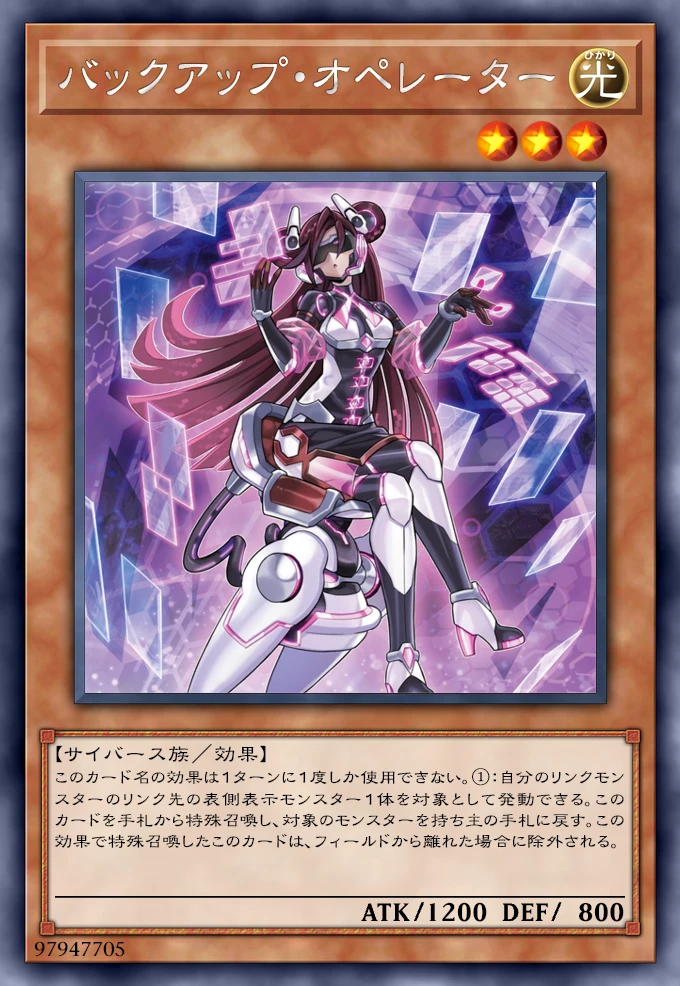 バックアップ・オペレーター
ひかり
光
【サイバース族／効果】
このカード名の効果は1ターンに1度しか使用できない。①：自分のリンクモン
スターのリンク先の表側表示モンスター1体を対象として発動できる。この
カードを手札から特殊召喚し、対象のモンスターを持ち主の手札に戻す。この
効果で特殊召喚したこのカードは、フィールドから離れた場合に除外される。
ATK/1200 DEF/ 800
97947705